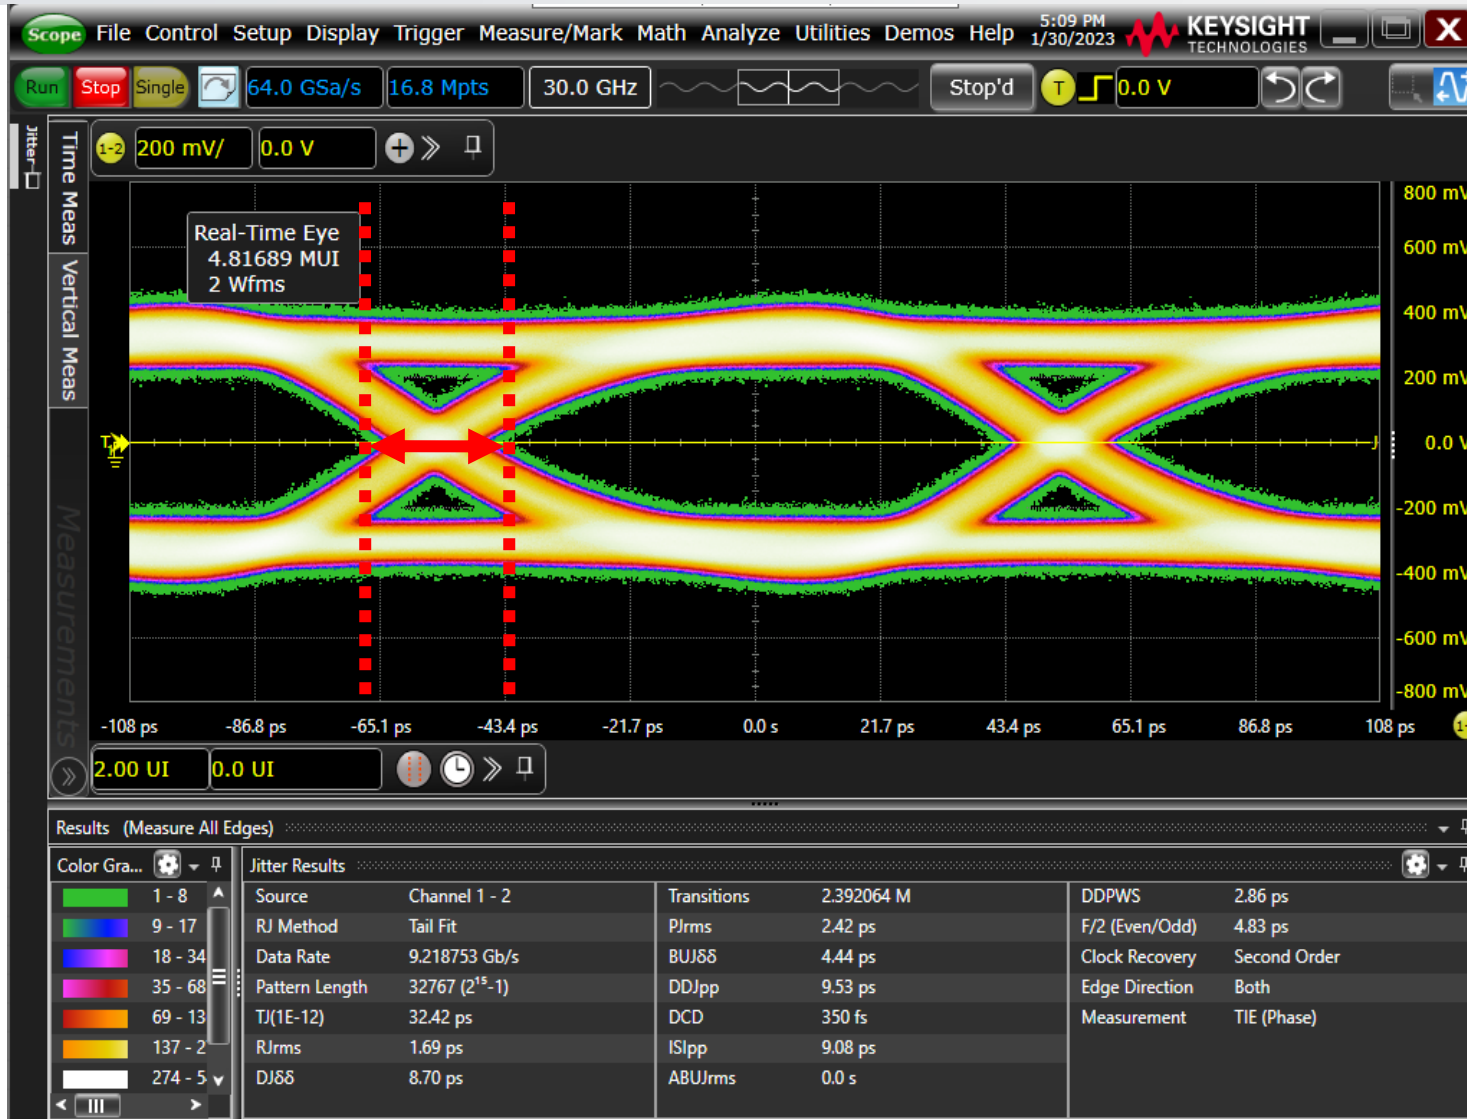 Scope File Control Setup Display Trigger Measure/Mark Math Analyze Utilities Demos Help 5:09 PM 1/30/2023 KEYSIGHT TECHNOLOGIES X
Run Stop Single 64.0 GSa/s 16.8 Mpts 30.0 GHz Stop'd T 0.0 V
Jitter
Time Meas
Vertical Meas
Measurements
1-2 200 mV/ 0.0 V
Real-Time Eye
4.81689 MUI
2 Wfms
800 mV
600 mV
400 mV
200 mV
0.0 V
-200 mV
-400 mV
-600 mV
-800 mV
-108 ps -86.8 ps -65.1 ps -43.4 ps -21.7 ps 0.0 s 21.7 ps 43.4 ps 65.1 ps 86.8 ps 108 ps
2.00 UI 0.0 UI
Results (Measure All Edges)
Color Gra... Jitter Results
1 - 8
9 - 17
18 - 34
35 - 68
69 - 13
137 - 2
274 - 5
Source Channel 1 - 2 Transitions 2.392064 M DDPWS 2.86 ps
RJ Method Tail Fit PJrms 2.42 ps F/2 (Even/Odd) 4.83 ps
Data Rate 9.218753 Gb/s BUJδδ 4.44 ps Clock Recovery Second Order
Pattern Length 32767 (2¹⁵-1) DDJpp 9.53 ps Edge Direction Both
TJ(1E-12) 32.42 ps DCD 350 fs Measurement TIE (Phase)
RJrms 1.69 ps ISIpp 9.08 ps
DJδδ 8.70 ps ABUJrms 0.0 s